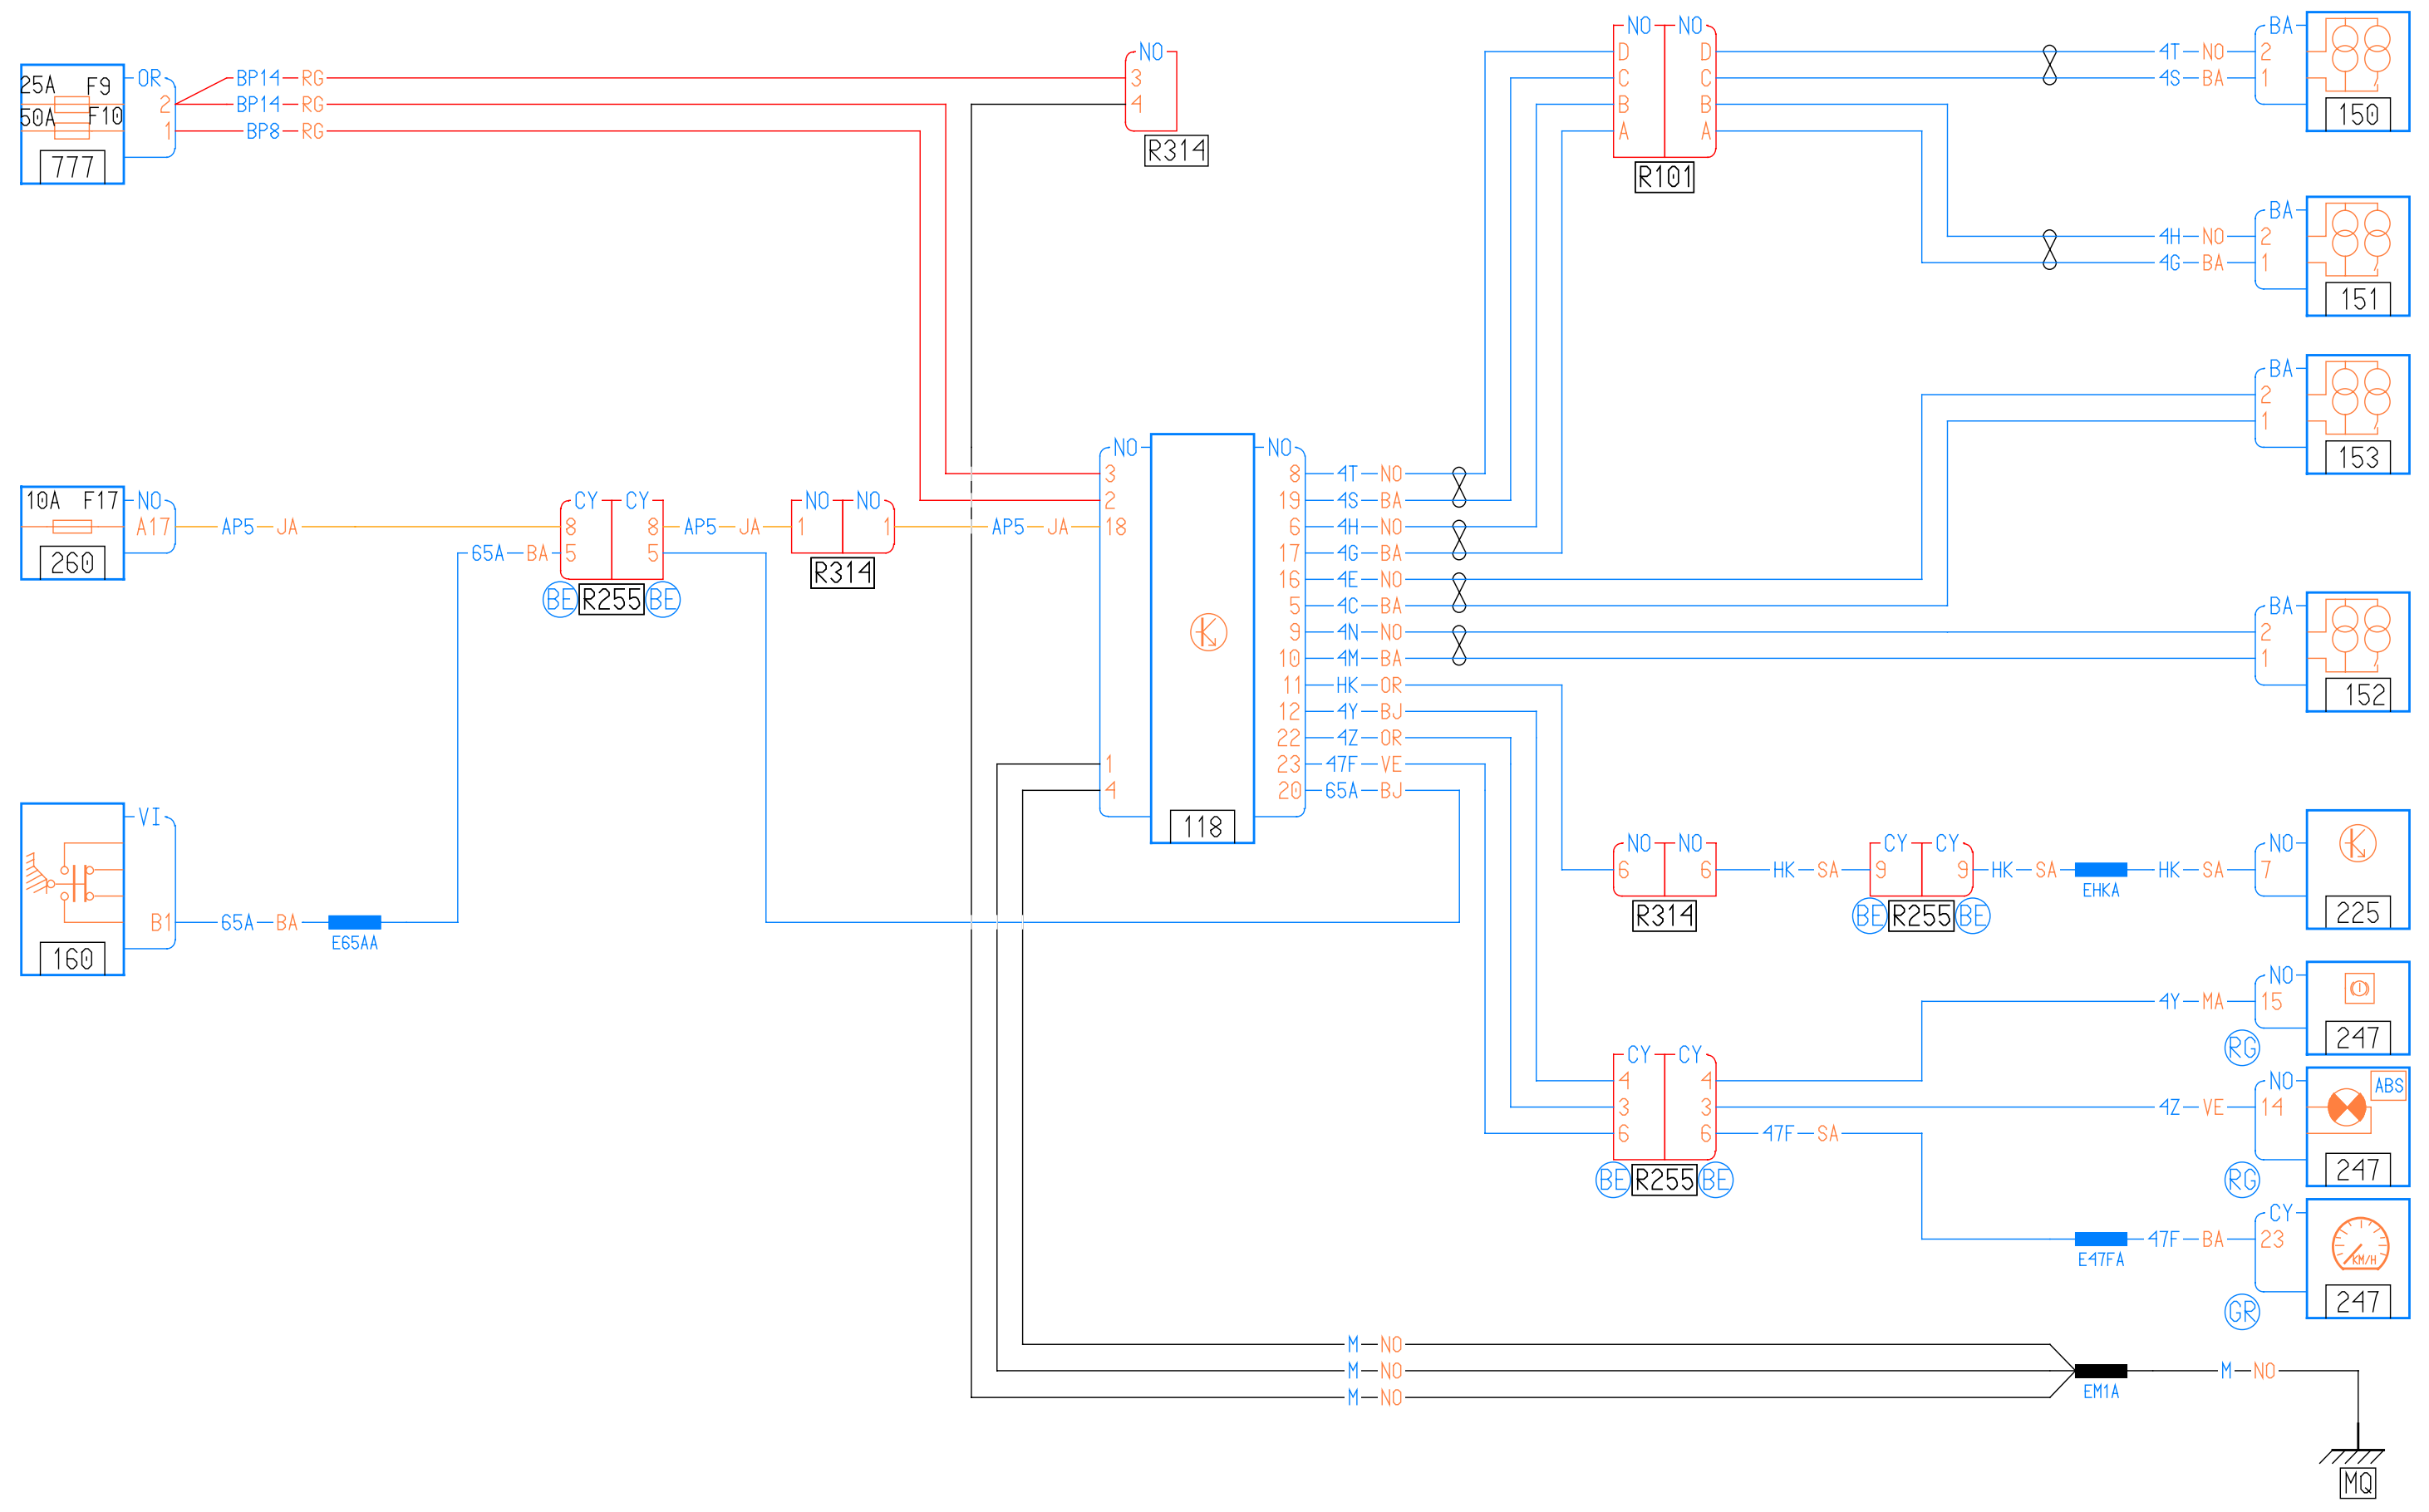 25A F9
50A F10
777
OR
2
1
BP14 RG
BP14 RG
BP8 RG
NO
3
4
R314
NO NO
D D
C C
B B
A A
R101
4T NO
4S BA
BA
2
1
150
4H NO
4G BA
BA
2
1
151
BA
2
1
153
10A F17
260
NO
A17
AP5 JA
65A BA
CY CY
8 8
5 5
BE R255 BE
AP5 JA
NO NO
1 1
R314
AP5 JA
NO
3
2
18
1
4
118
NO
8 4T NO
19 4S BA
6 4H NO
17 4G BA
16 4E NO
5 4C BA
9 4N NO
10 4M BA
11 HK OR
12 4Y BJ
22 4Z OR
23 47F VE
20 65A BJ
BA
2
1
152
VI
B1
160
65A BA
E65AA
NO NO
6 6
R314
HK SA
CY CY
9 9
BE R255 BE
HK SA
EHKA
HK SA
NO
7
225
4Y MA
NO
15
247
RG
CY CY
4 4
3 3
6 6
BE R255 BE
4Z VE
NO
14
ABS
247
RG
47F SA
E47FA
47F BA
CY
23
KM/H
247
GR
M NO
M NO
M NO
EM1A
M NO
MQ